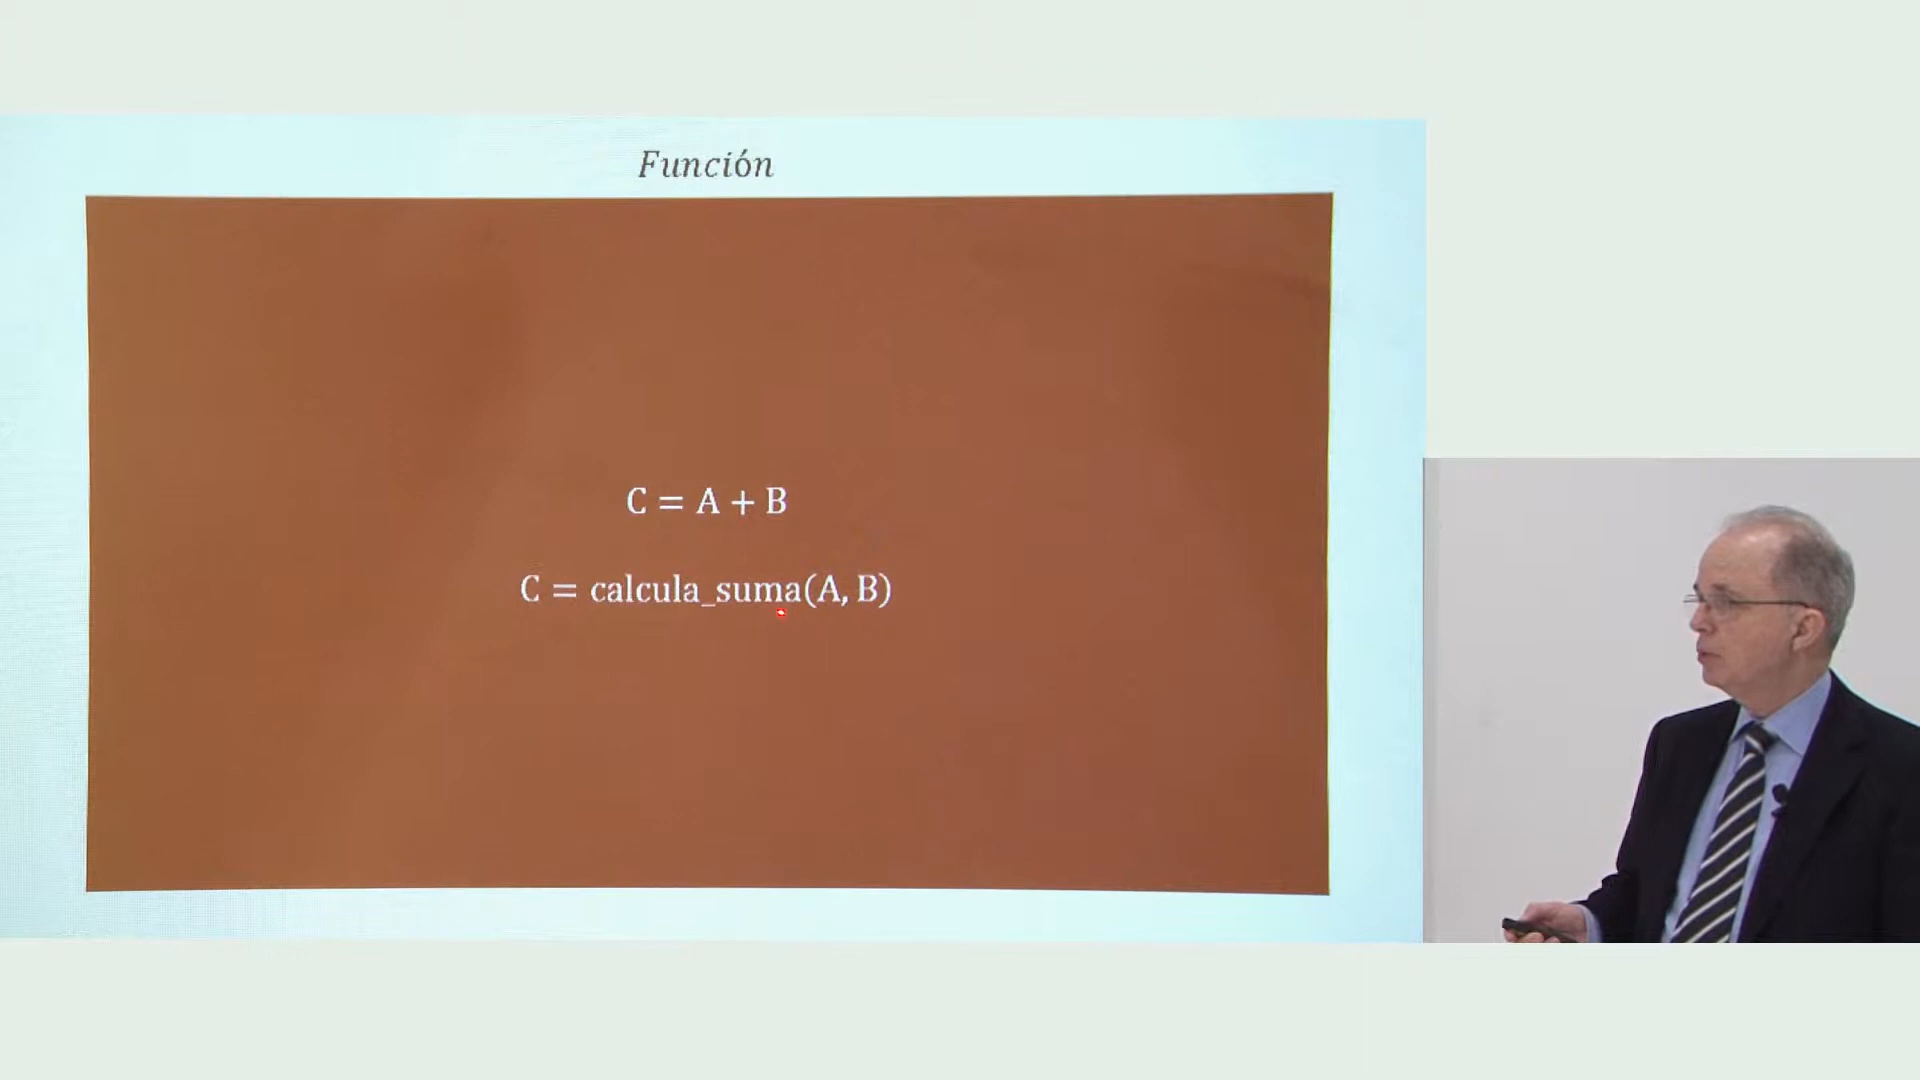 Función
C = A + B
C = calcula_suma(A, B)